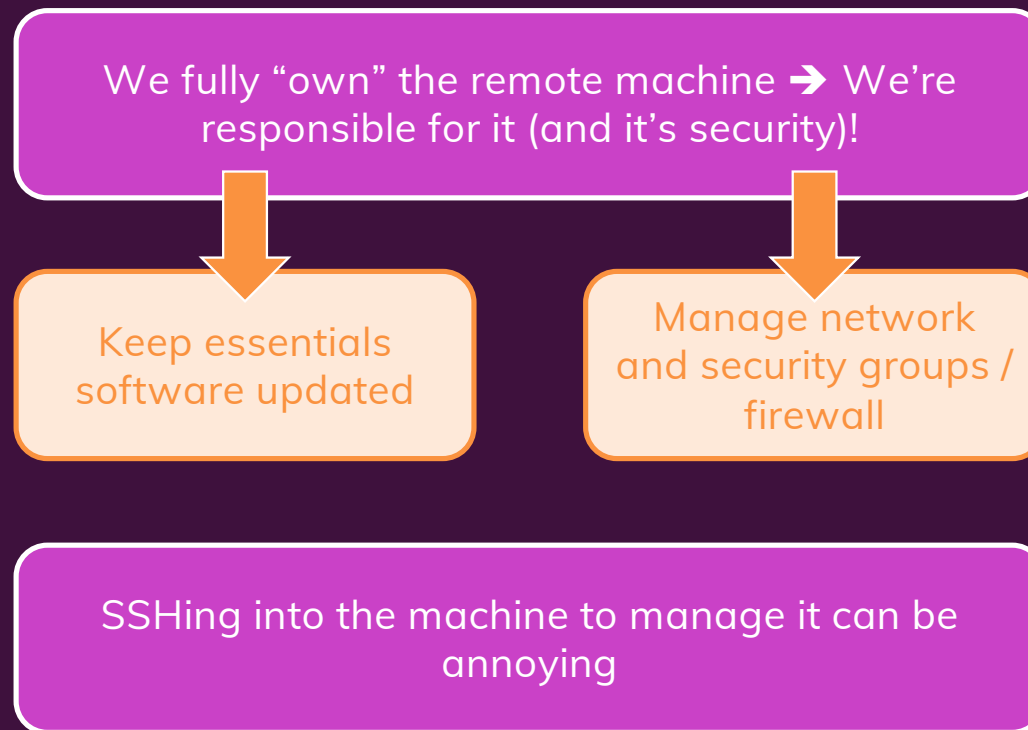 We fully “own” the remote machine ➔ We’re
responsible for it (and it’s security)!
Keep essentials
software updated
Manage network
and security groups /
firewall
SSHing into the machine to manage it can be
annoying